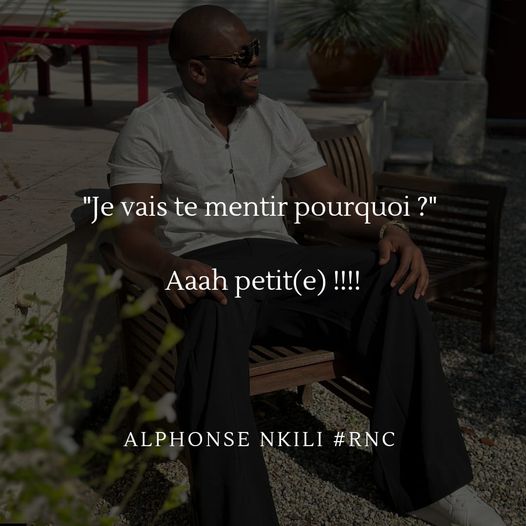 "Je vais te mentir pourquoi ?"
Aaah petit(e) !!!!
ALPHONSE NKILI #RNC